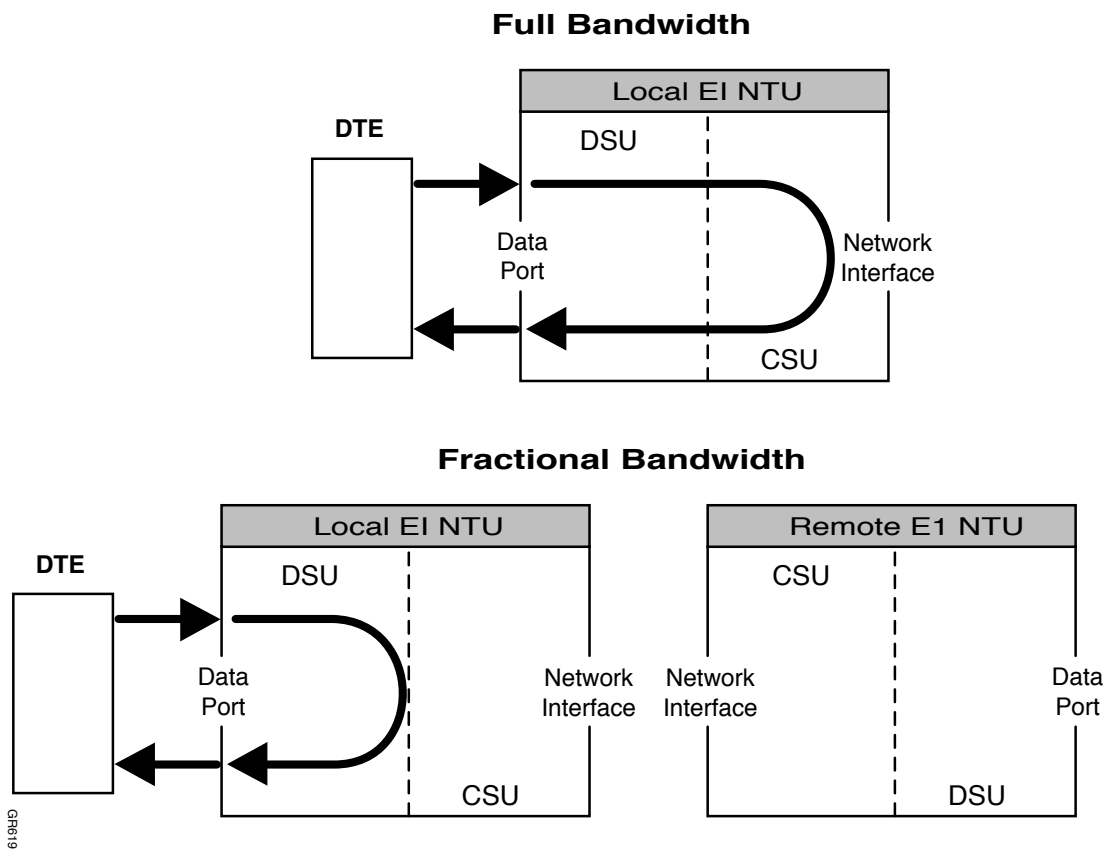 Full Bandwidth
Local EI NTU
DTE
DSU
Data
Port
Network
Interface
CSU
Fractional Bandwidth
Local EI NTU
Remote E1 NTU
DTE
DSU
CSU
Data
Port
Network
Interface
Network
Interface
Data
Port
CSU
DSU
GR619